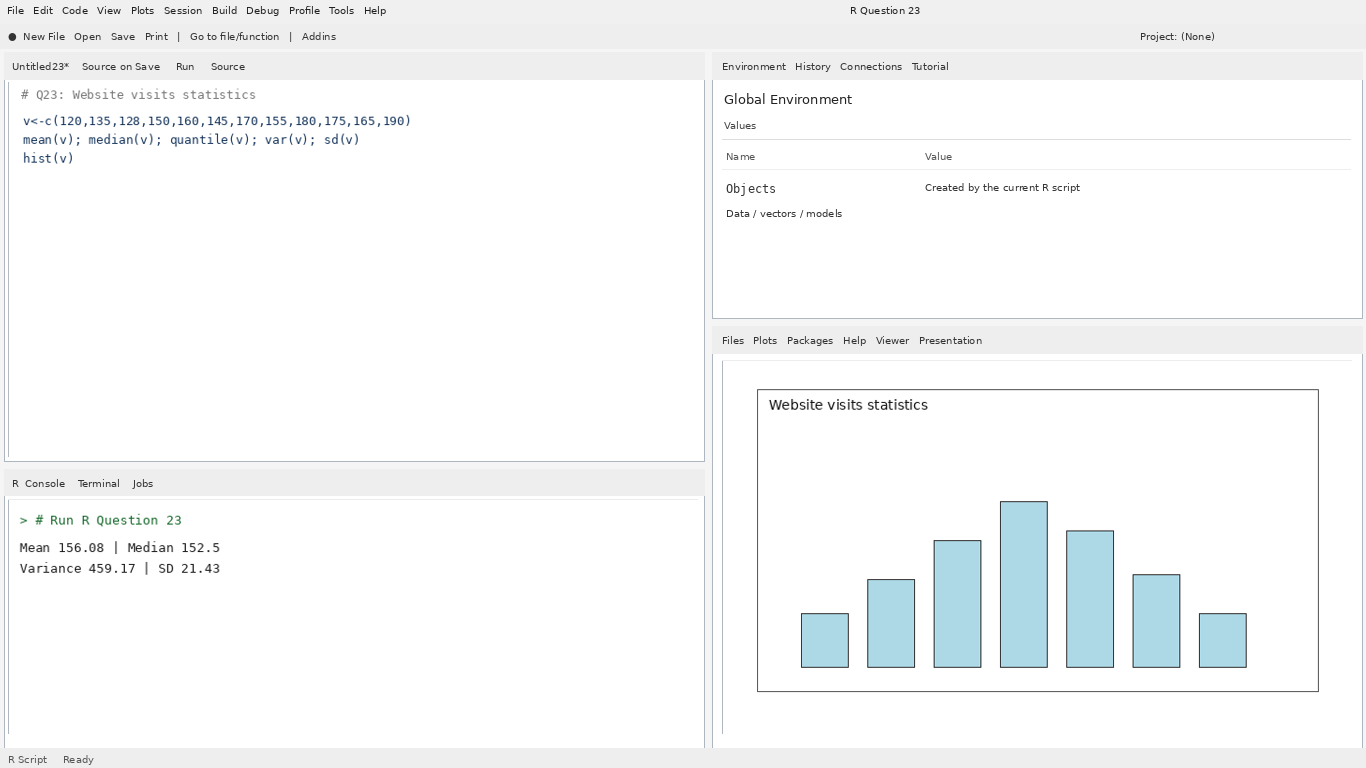 File Edit Code View Plots Session Build Debug Profile Tools Help
R Question 23
● New File Open Save Print | Go to file/function | Addins
Project: (None)
Untitled23* Source on Save Run Source
# Q23: Website visits statistics
v<-c(120,135,128,150,160,145,170,155,180,175,165,190)
mean(v); median(v); quantile(v); var(v); sd(v)
hist(v)
R Console Terminal Jobs
> # Run R Question 23
Mean 156.08 | Median 152.5
Variance 459.17 | SD 21.43
Environment History Connections Tutorial
Global Environment
Values
Name Value
Objects Created by the current R script
Data / vectors / models
Files Plots Packages Help Viewer Presentation
Website visits statistics
R Script Ready